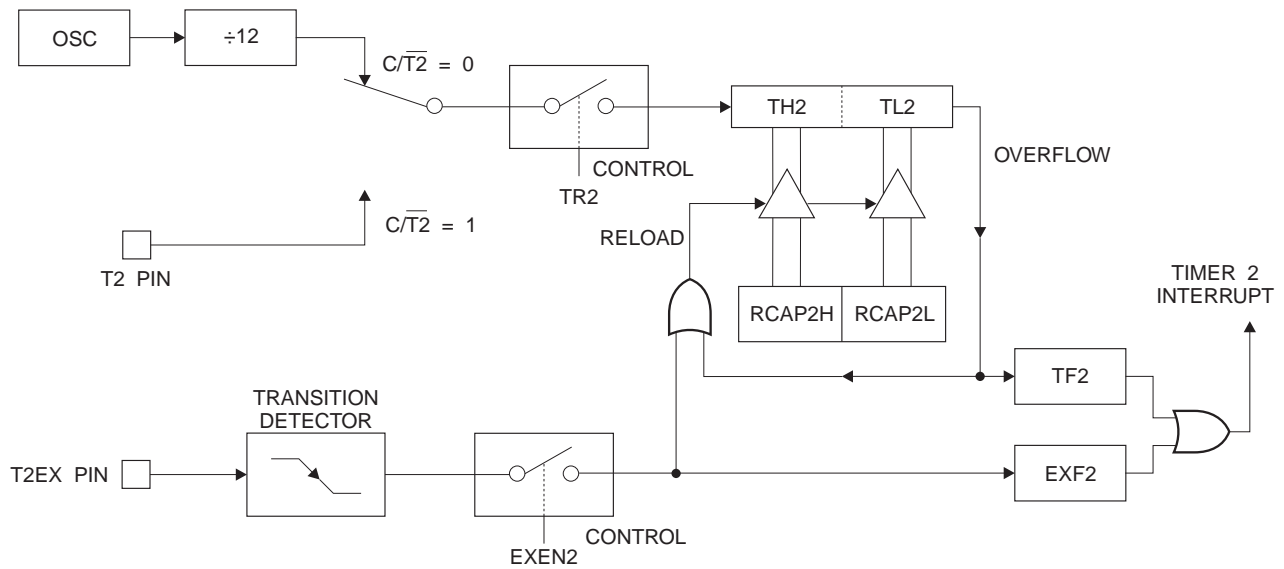 OSC
÷12
C/T2 = 0
TH2
TL2
OVERFLOW
CONTROL
TR2
C/T2 = 1
T2 PIN
RELOAD
RCAP2H
RCAP2L
TIMER 2
INTERRUPT
TF2
TRANSITION
DETECTOR
T2EX PIN
EXF2
CONTROL
EXEN2